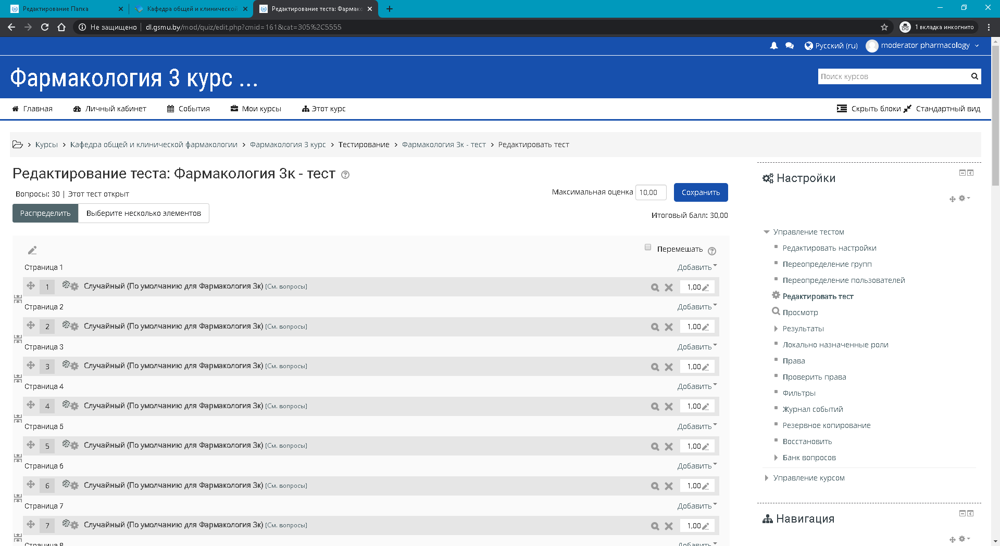 Редактирование Папка
Кафедра общей и клинической
Редактирование теста: Фармако
Не защищено
dl.gsmu.by/mod/quiz/edit.php?cmid=161&cat=305%2C5555
1 вкладка инкогнито
Русский (ru)
moderator pharmacology
Фармакология 3 курс ...
Поиск курсов
Главная
Личный кабинет
События
Мои курсы
Этот курс
Скрыть блоки
Стандартный вид
Курсы
Кафедра общей и клинической фармакологии
Фармакология 3 курс
Тестирование
Фармакология 3к - тест
Редактировать тест
Редактирование теста: Фармакология 3к - тест
Вопросы: 30 | Этот тест открыт
Максимальная оценка 10,00 Сохранить
Распределить
Выберите несколько элементов
Итоговый балл: 30,00
Перемешать
Страница 1
Добавить
1 Случайный (По умолчанию для Фармакология 3к) (См. вопросы) 1,00
Страница 2
Добавить
2 Случайный (По умолчанию для Фармакология 3к) (См. вопросы) 1,00
Страница 3
Добавить
3 Случайный (По умолчанию для Фармакология 3к) (См. вопросы) 1,00
Страница 4
Добавить
4 Случайный (По умолчанию для Фармакология 3к) (См. вопросы) 1,00
Страница 5
Добавить
5 Случайный (По умолчанию для Фармакология 3к) (См. вопросы) 1,00
Страница 6
Добавить
6 Случайный (По умолчанию для Фармакология 3к) (См. вопросы) 1,00
Страница 7
Добавить
7 Случайный (По умолчанию для Фармакология 3к) (См. вопросы) 1,00
Страница 8
Добавить
Настройки
Управление тестом
Редактировать настройки
Переопределение групп
Переопределение пользователей
Редактировать тест
Просмотр
Результаты
Локально назначенные роли
Права
Проверить права
Фильтры
Журнал событий
Резервное копирование
Восстановить
Банк вопросов
Управление курсом
Навигация